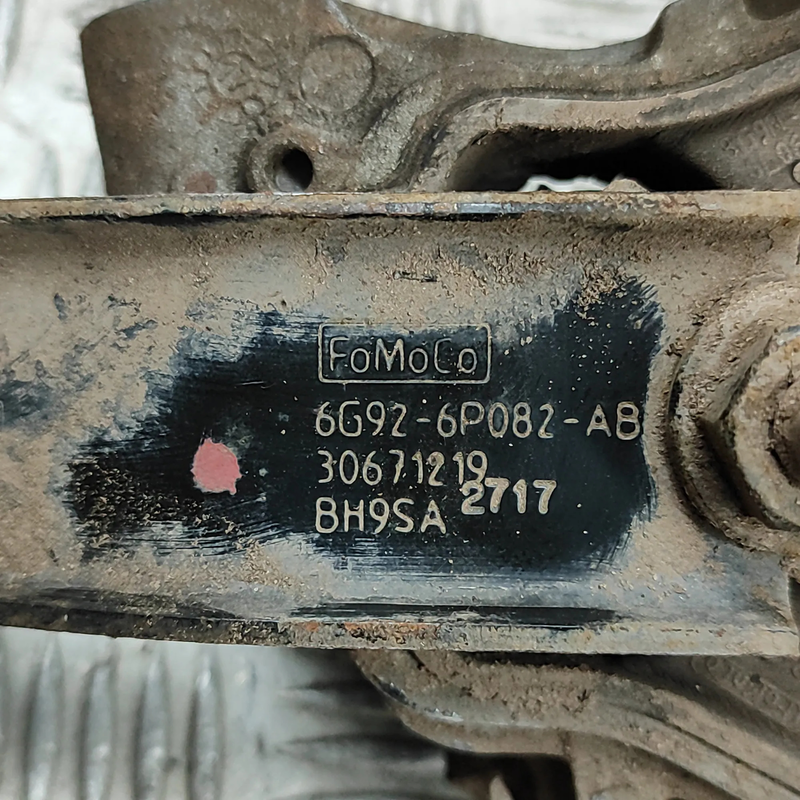 FoMoCo
6G92-6P082-AB
30671219
2717
BH9SA